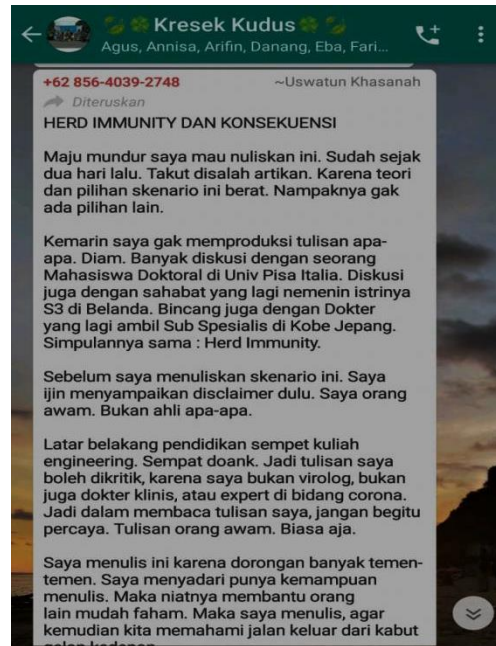 Kresek Kudus
Agus, Annisa, Arifin, Danang, Eba, Fari...
+62 856-4039-2748 ~Uswatun Khasanah
Diteruskan
HERD IMMUNITY DAN KONSEKUENSI
Maju mundur saya mau nuliskan ini. Sudah sejak
dua hari lalu. Takut disalah artikan. Karena teori
dan pilihan skenario ini berat. Nampaknya gak
ada pilihan lain.
Kemarin saya gak memproduksi tulisan apa-
apa. Diam. Banyak diskusi dengan seorang
Mahasiswa Doktoral di Univ Pisa Italia. Diskusi
juga dengan sahabat yang lagi nemenin istrinya
S3 di Belanda. Bincang juga dengan Dokter
yang lagi ambil Sub Spesialis di Kobe Jepang.
Simpulannya sama : Herd Immunity.
Sebelum saya menuliskan skenario ini. Saya
ijin menyampaikan disclaimer dulu. Saya orang
awam. Bukan ahli apa-apa.
Latar belakang pendidikan sempet kuliah
engineering. Sempat doank. Jadi tulisan saya
boleh dikritik, karena saya bukan virolog, bukan
juga dokter klinis, atau expert di bidang corona.
Jadi dalam membaca tulisan saya, jangan begitu
percaya. Tulisan orang awam. Biasa aja.
Saya menulis ini karena dorongan banyak temen-
temen. Saya menyadari punya kemampuan
menulis. Maka niatnya membantu orang
lain mudah faham. Maka saya menulis, agar
kemudian kita memahami jalan keluar dari kabut